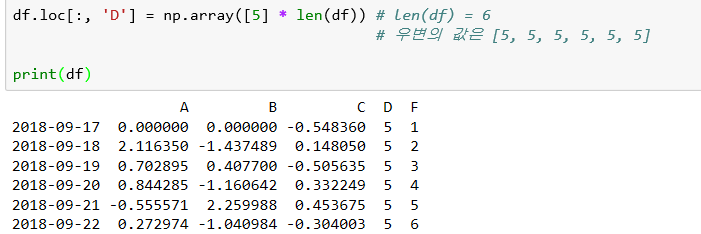 df.loc[:, 'D'] = np.array([5] * len(df)) # len(df) = 6
# 우변의 값은 [5, 5, 5, 5, 5, 5]
print(df)
A B C D F
2018-09-17 0.000000 0.000000 -0.548360 5 1
2018-09-18 2.116350 -1.437489 0.148050 5 2
2018-09-19 0.702895 0.407700 -0.505635 5 3
2018-09-20 0.844285 -1.160642 0.332249 5 4
2018-09-21 -0.555571 2.259988 0.453675 5 5
2018-09-22 0.272974 -1.040984 -0.304003 5 6